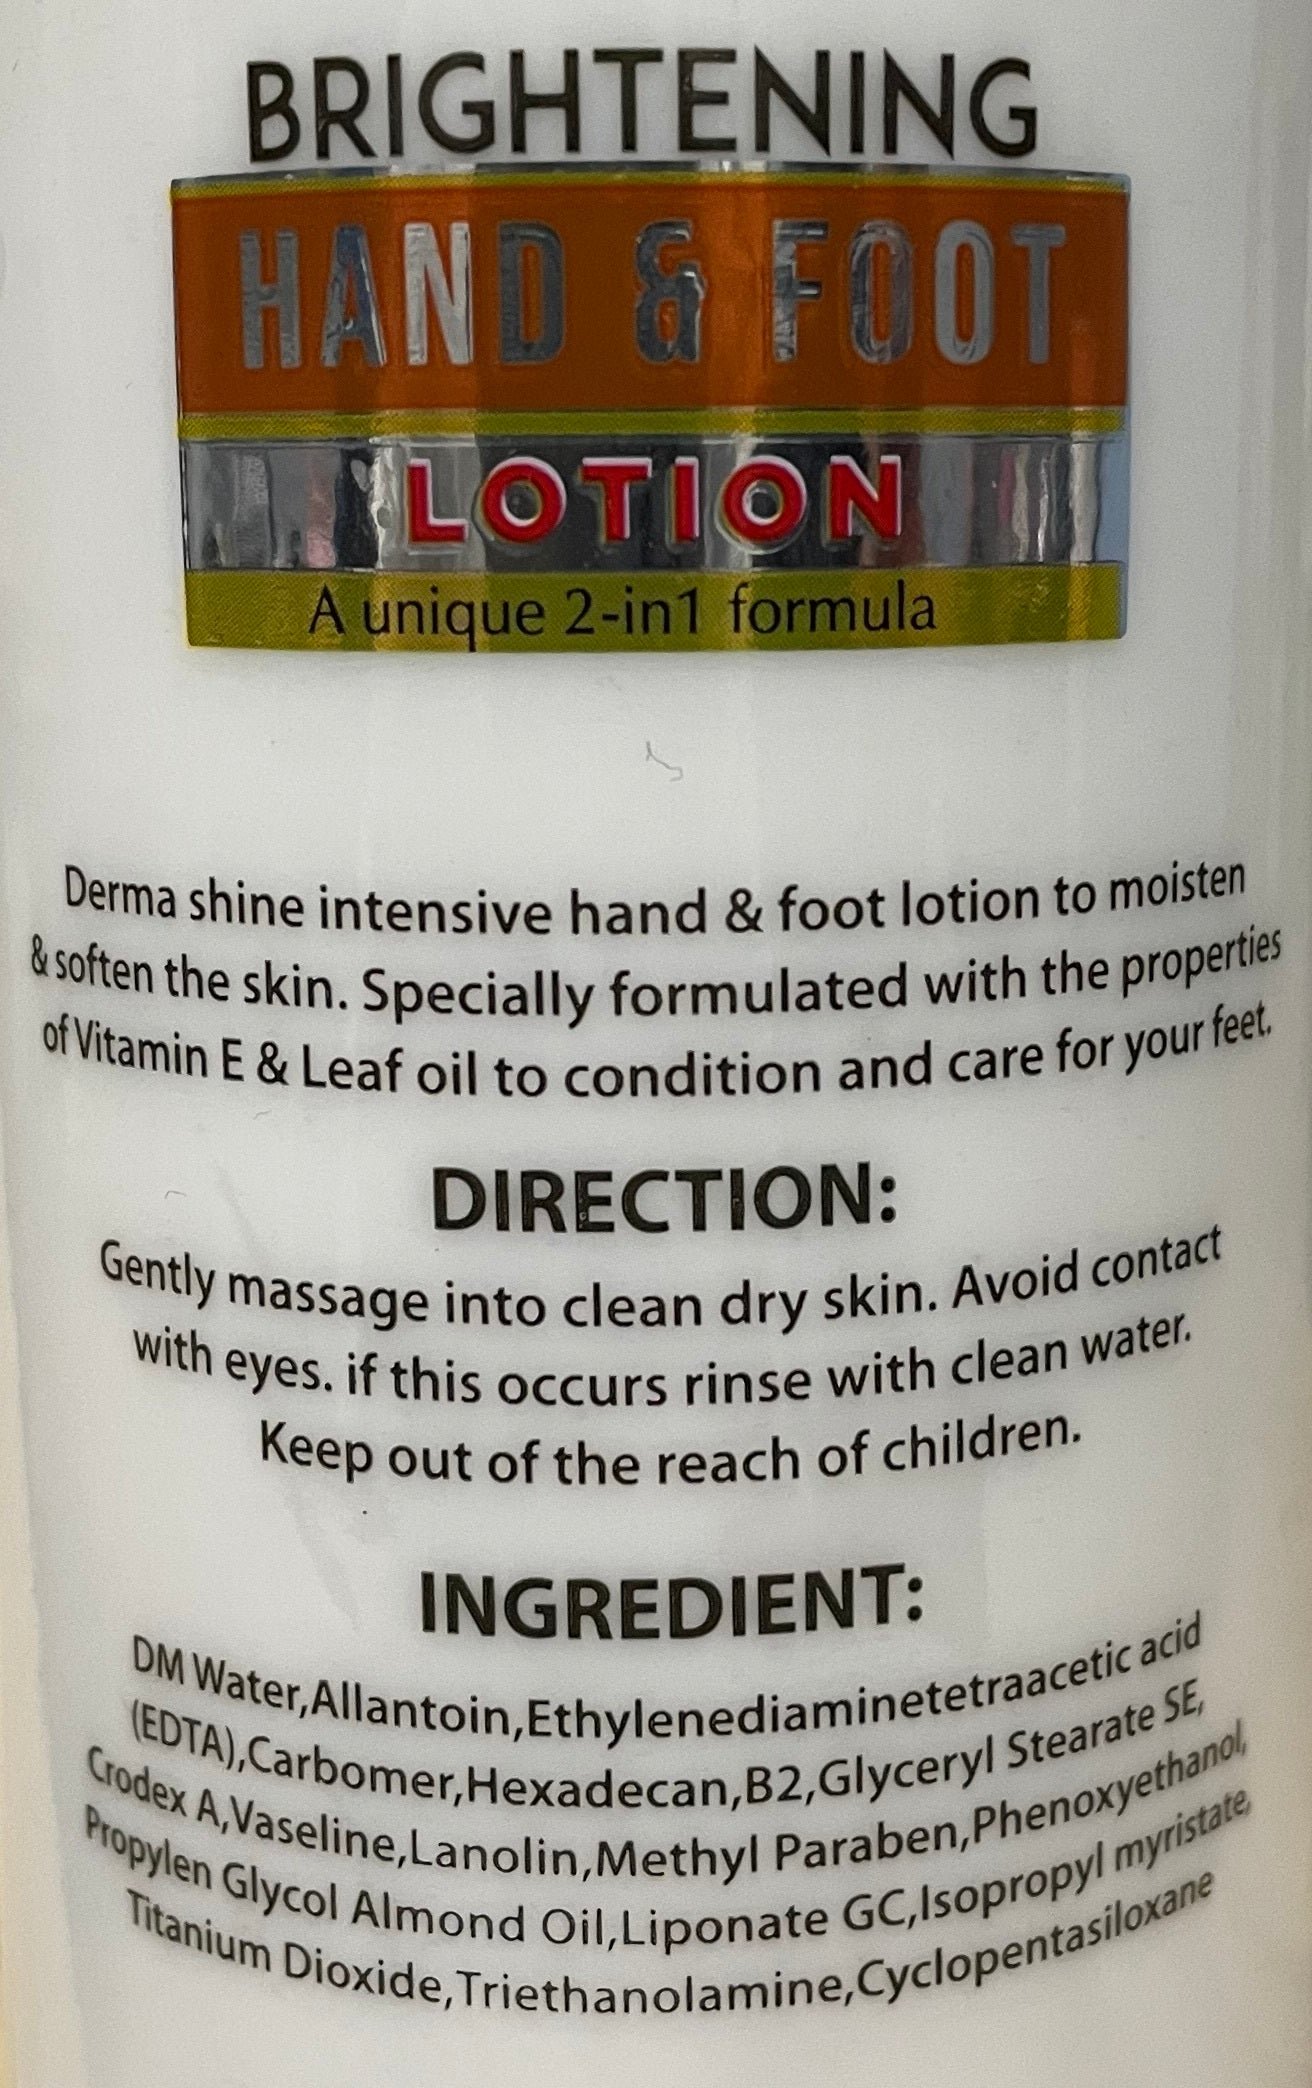 BRIGHTENING
HAND & FOOT
LOTION
A unique 2-in1 formula
Derma shine intensive hand & foot lotion to moisten
& soften the skin. Specially formulated with the properties
of Vitamin E & Leaf oil to condition and care for your feet.
DIRECTION:
Gently massage into clean dry skin. Avoid contact
with eyes. if this occurs rinse with clean water.
Keep out of the reach of children.
INGREDIENT:
DM Water,Allantoin,Ethylenediaminetetraacetic acid
(EDTA),Carbomer,Hexadecan,B2,Glyceryl Stearate SE,
Crodex A,Vaseline,Lanolin,Methyl Paraben,Phenoxyethanol,
Propylen Glycol Almond Oil,Liponate GC,Isopropyl myristate,
Titanium Dioxide,Triethanolamine,Cyclopentasiloxane